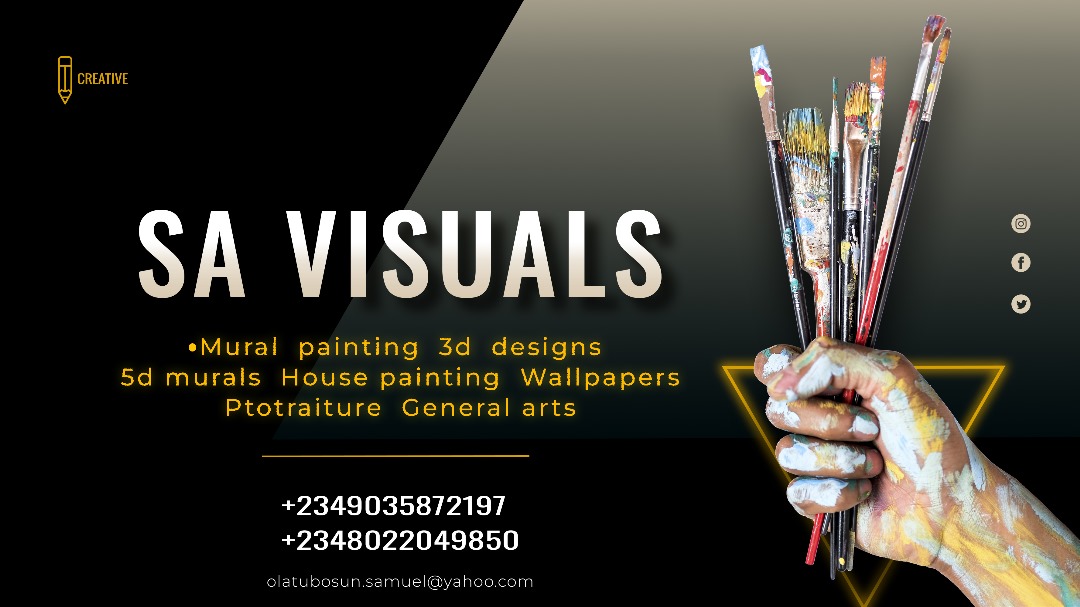 CREATIVE
SA VISUALS
•Mural painting 3d designs
5d murals House painting Wallpapers
Ptotraiture General arts
+2349035872197
+2348022049850
olatubosun.samuel@yahoo.com